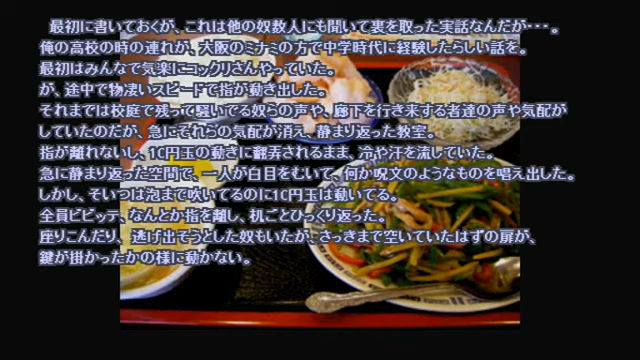 最初に書いておくが、これは他の奴数人にも聞いて裏を取った実話なんだが・・・。
俺の高校の時の連れが、大阪のミナミの方で中学時代に経験したらしい話を。
最初はみんなで気楽にコックリさんやっていた。
が、途中で物凄いスピードで指が動き出した。
それまでは校庭で残って騒いでる奴らの声や、廊下を行き来する者達の声や気配が
していたのだが、急にそれらの気配が消え、静まり返った教室。
指が離れないし、10円玉の動きに翻弄されるまま、冷や汗を流していた。
急に静まり返った空間で、一人が白目をむいて、何か呪文のようなものを唱え出した。
しかし、そいつは泡まで吹いてるのに10円玉は動いてる。
全員ビビッテ、なんとか指を離し、机ごとひっくり返った。
座りこんだり、逃げ出そうとした奴もいたが、さっきまで空いていたはずの扉が、
鍵が掛かったかの様に動かない。